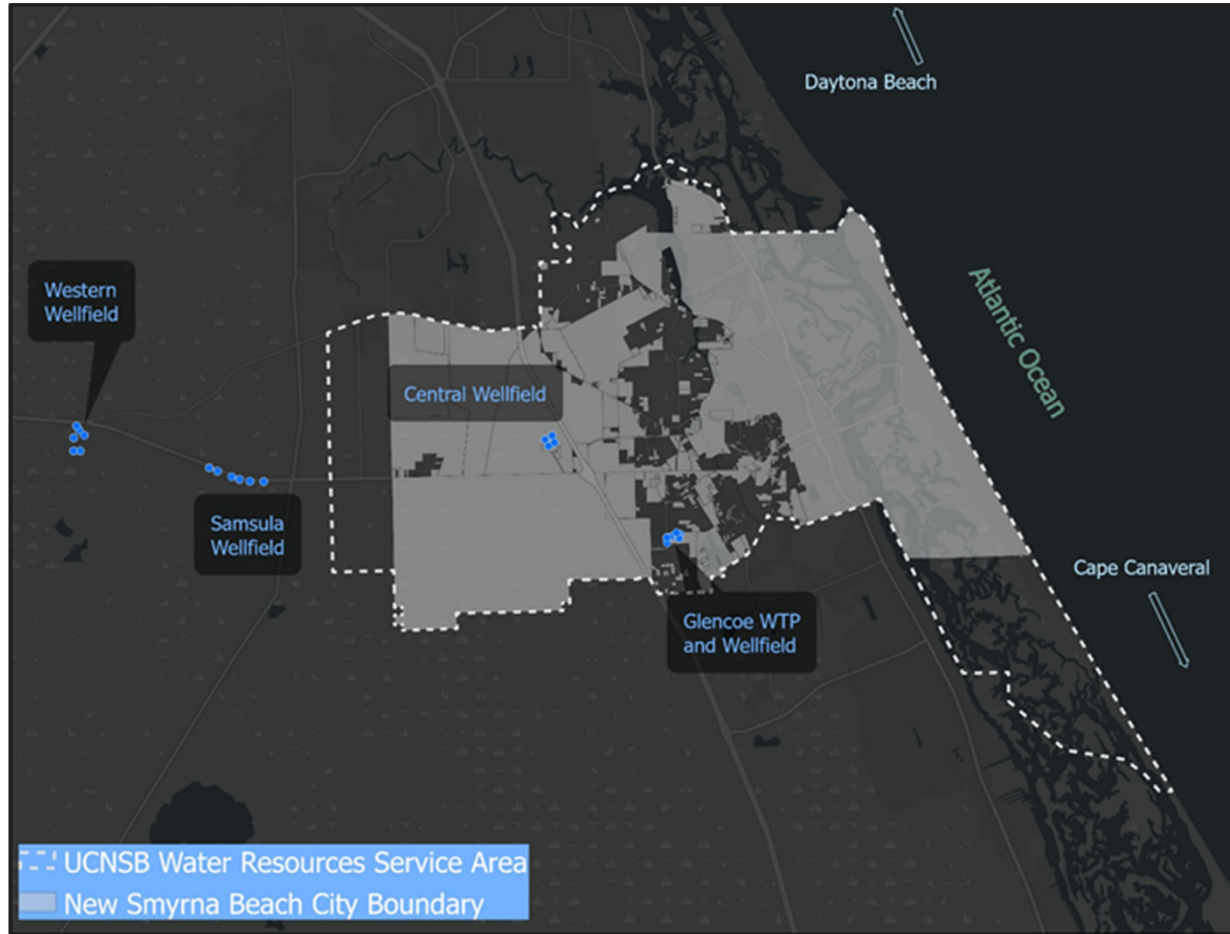 Daytona Beach
Western
Wellfield
Atlantic Ocean
Central Wellfield
Samsula
Wellfield
Cape Canaveral
Glencoe WTP
and Wellfield
UCNSB Water Resources Service Area
New Smyrna Beach City Boundary